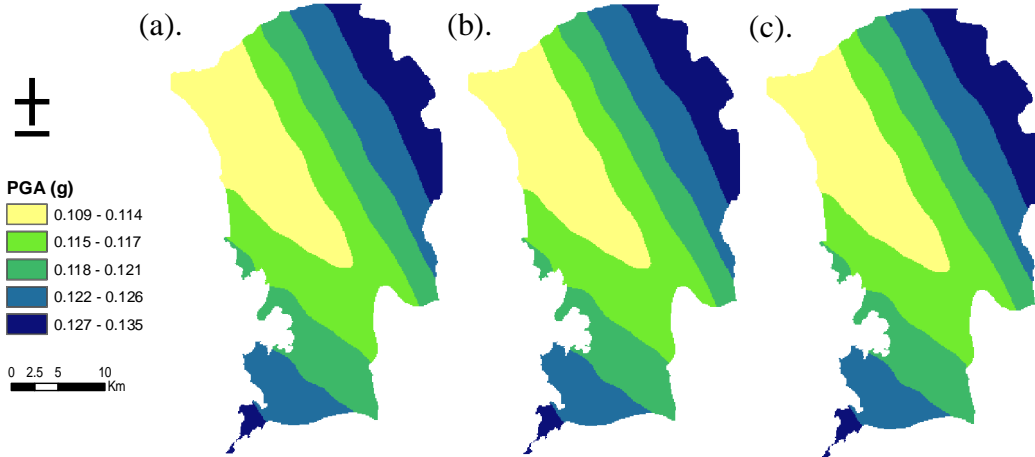 (a). (b). (c).
PGA (g)
0.109 - 0.114
0.115 - 0.117
0.118 - 0.121
0.122 - 0.126
0.127 - 0.135
0 2.5 5 10
Km